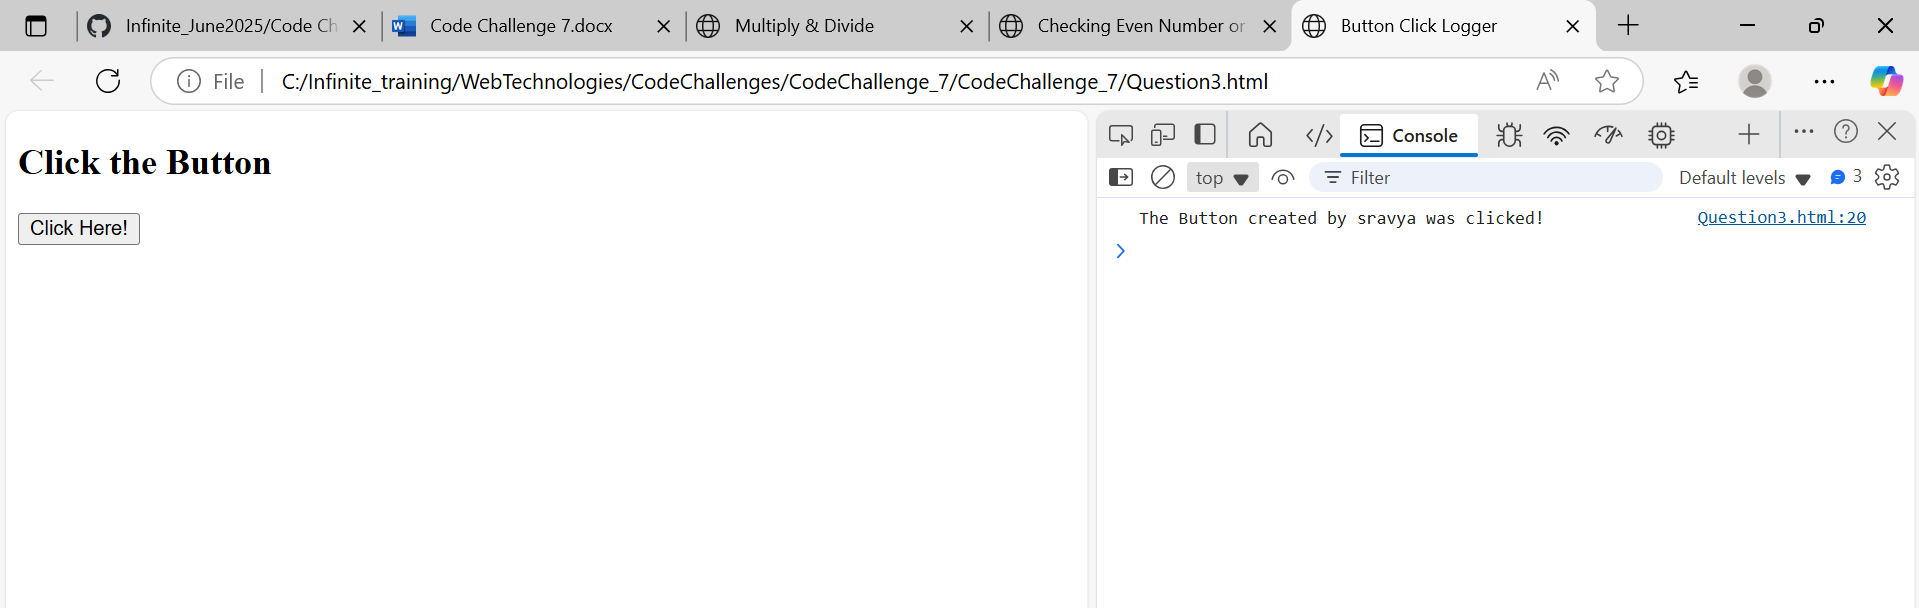 Infinite_June2025/Code Ch
Code Challenge 7.docx
Multiply & Divide
Checking Even Number or
Button Click Logger
File
C:/Infinite_training/WebTechnologies/CodeChallenges/CodeChallenge_7/CodeChallenge_7/Question3.html
Click the Button
Click Here!
Console
top
Filter
Default levels
3
The Button created by sravya was clicked!
Question3.html:20